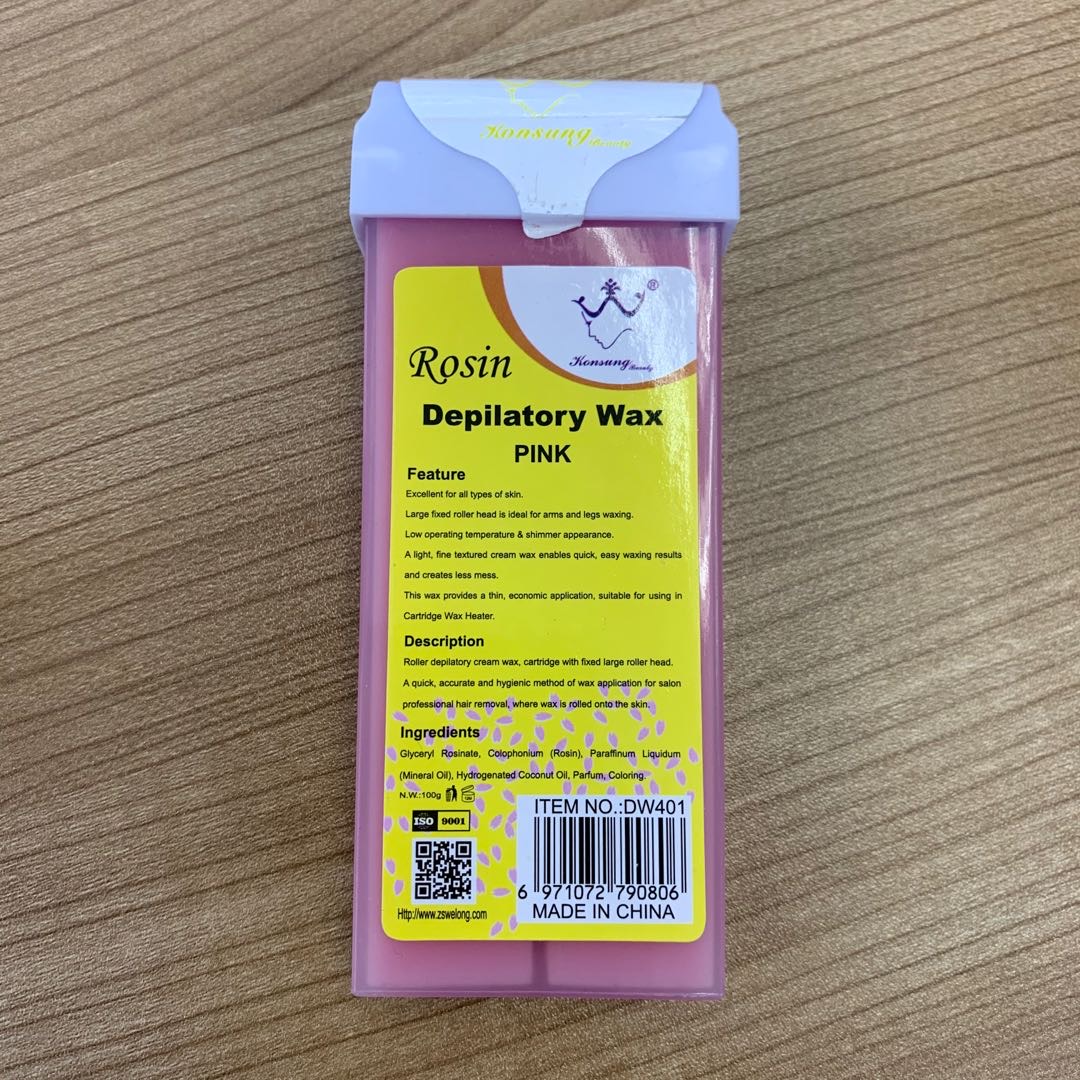 Konsung Beauty
®
Konsung Beauty
Rosin
Depilatory Wax
PINK
Feature
Excellent for all types of skin.
Large fixed roller head is ideal for arms and legs waxing.
Low operating temperature & shimmer appearance.
A light, fine textured cream wax enables quick, easy waxing results
and creates less mess.
This wax provides a thin, economic application, suitable for using in
Cartridge Wax Heater.
Description
Roller depilatory cream wax, cartridge with fixed large roller head.
A quick, accurate and hygienic method of wax application for salon
professional hair removal, where wax is rolled onto the skin.
Ingredients
Glyceryl Rosinate, Colophonium (Rosin), Paraffinum Liquidum
(Mineral Oil), Hydrogenated Coconut Oil, Parfum, Coloring.
N.W.:100g
ISO 9001
ITEM NO.:DW401
6 971072 790806
MADE IN CHINA
Http://www.zswelong.com